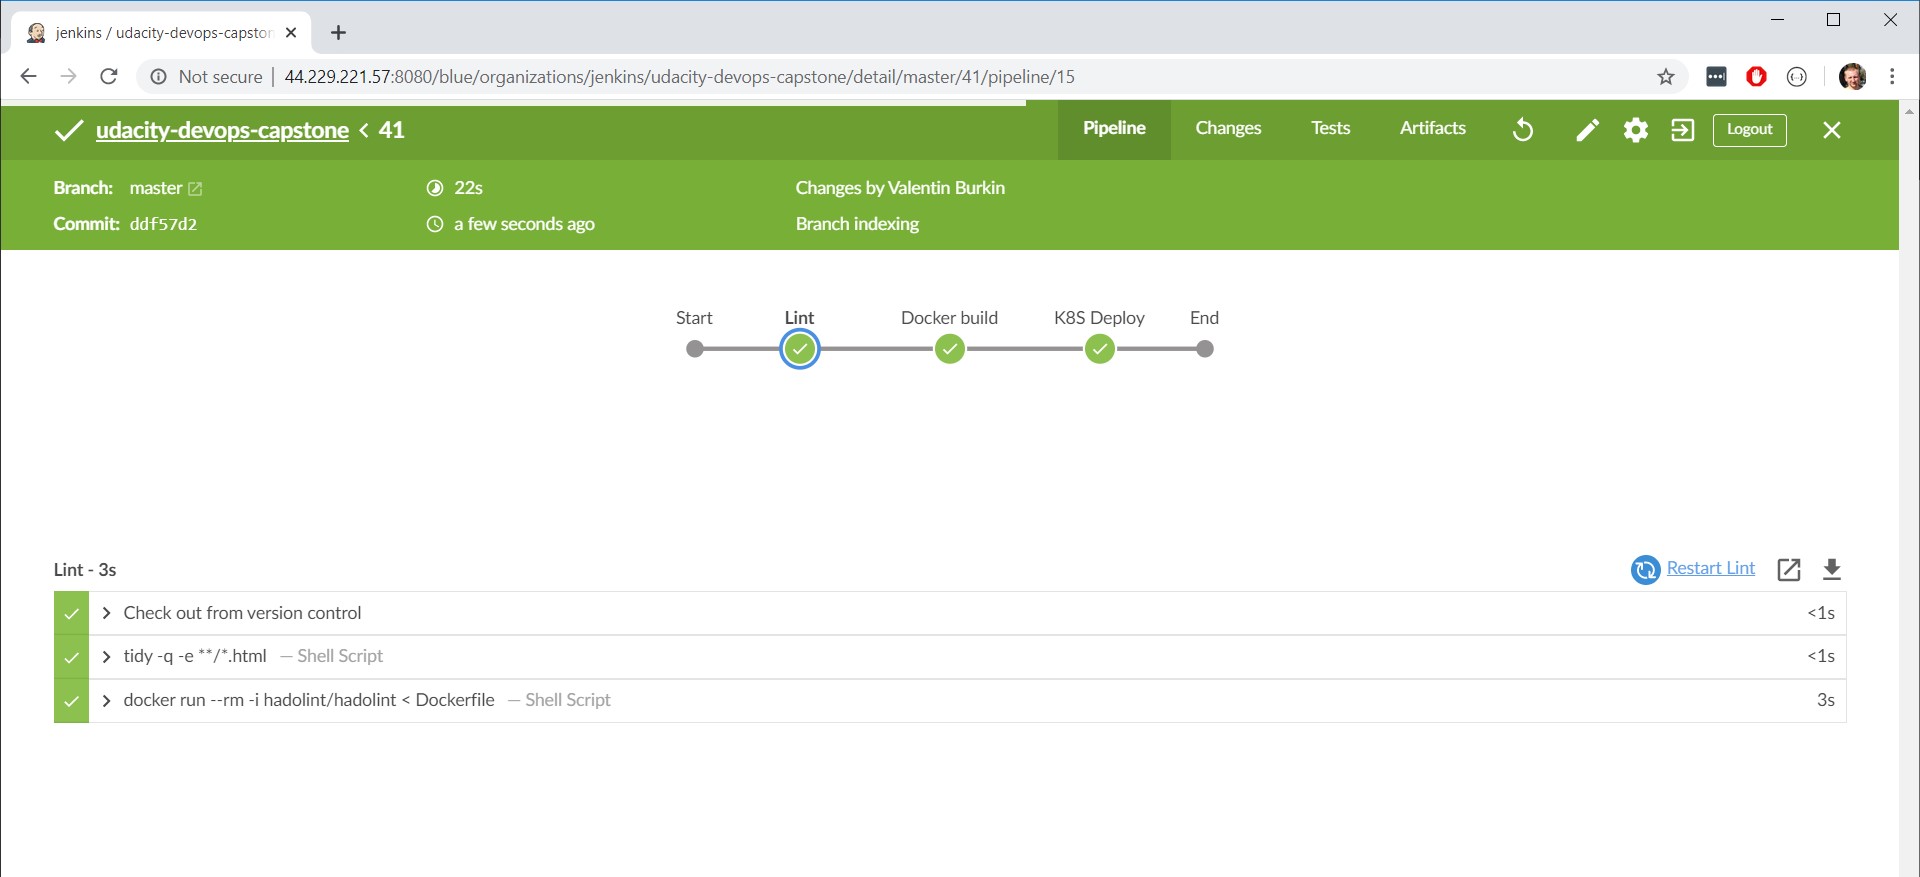 jenkins / udacity-devops-capston
Not secure | 44.229.221.57:8080/blue/organizations/jenkins/udacity-devops-capstone/detail/master/41/pipeline/15
udacity-devops-capstone < 41 Pipeline Changes Tests Artifacts Logout
Branch: master 22s Changes by Valentin Burkin
Commit: ddf57d2 a few seconds ago Branch indexing
Start Lint Docker build K8S Deploy End
Lint - 3s Restart Lint
Check out from version control <1s
tidy -q -e **/*.html — Shell Script <1s
docker run --rm -i hadolint/hadolint < Dockerfile — Shell Script 3s